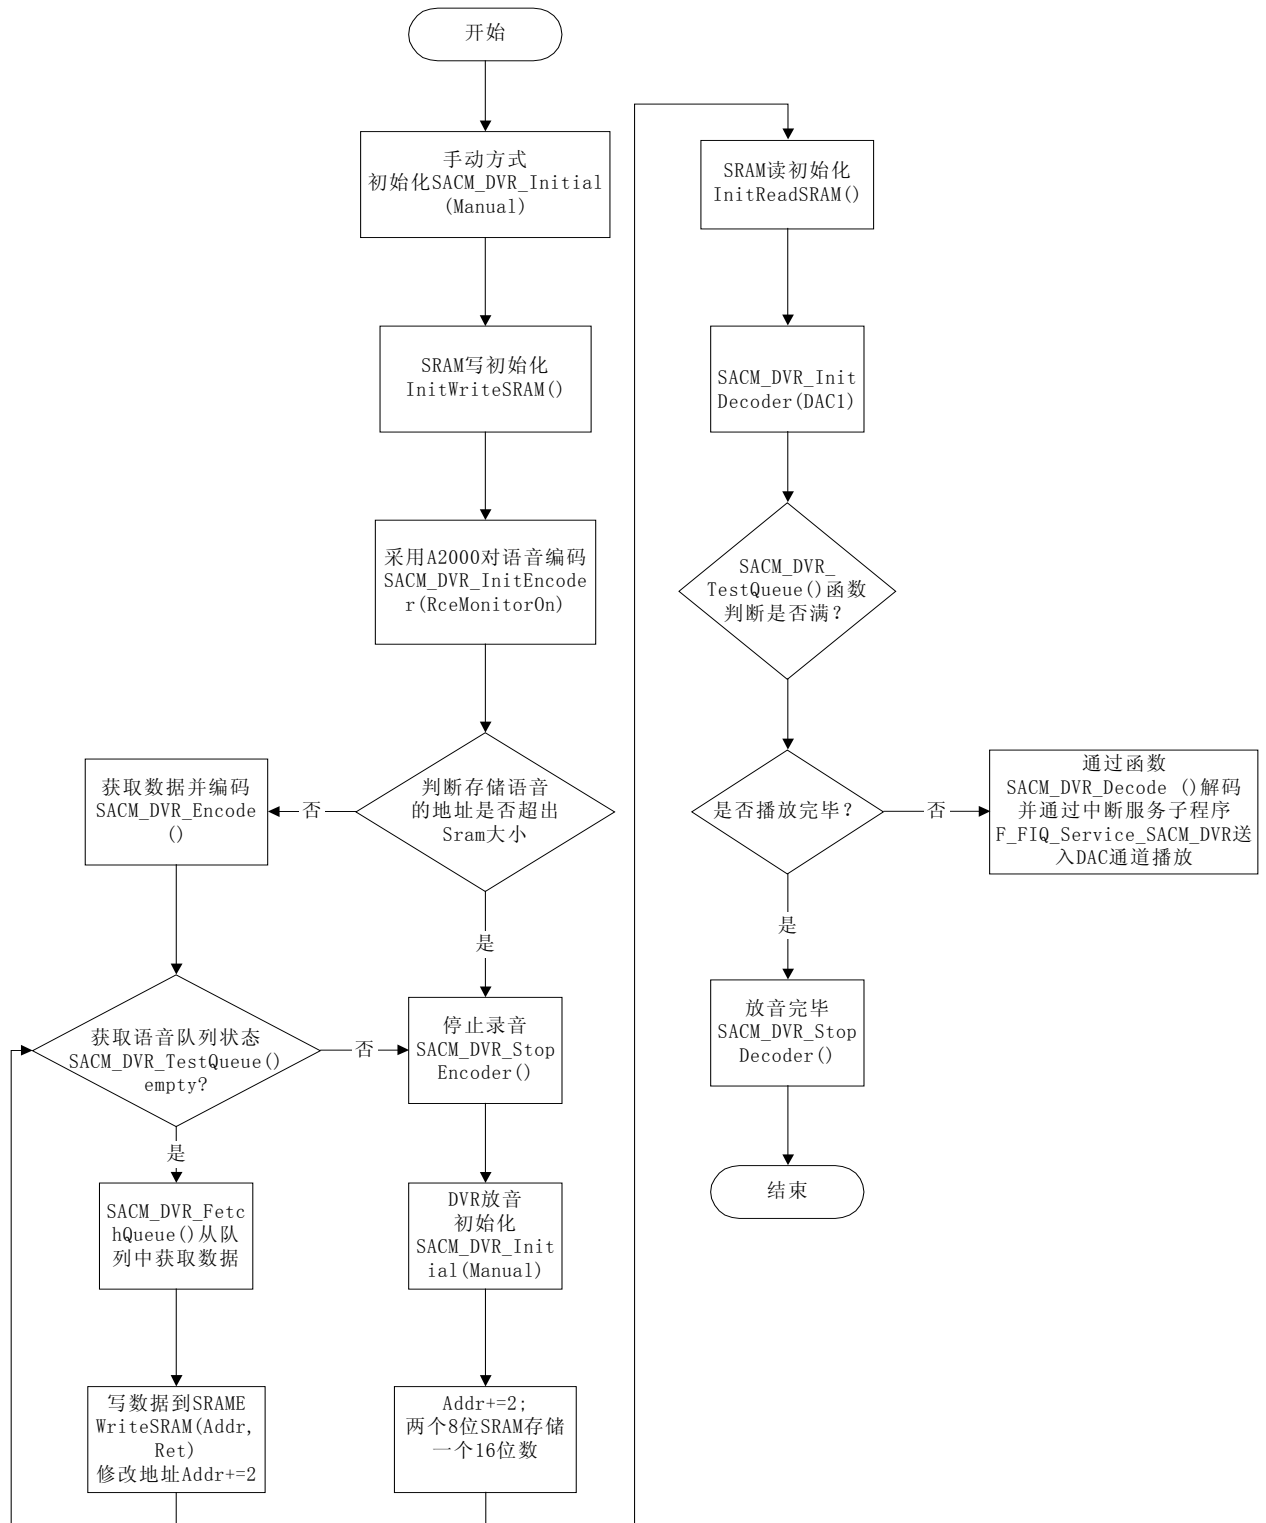 开始
手动方式
初始化SACM_DVR_Initial
(Manual)
SRAM写初始化
InitWriteSRAM()
采用A2000对语音编码
SACM_DVR_InitEncode
r(RceMonitorOn)
判断存储语音
的地址是否超出
Sram大小
否
获取数据并编码
SACM_DVR_Encode
()
是
获取语音队列状态
SACM_DVR_TestQueue()
empty?
否
停止录音
SACM_DVR_Stop
Encoder()
是
SACM_DVR_Fetc
hQueue()从队
列中获取数据
DVR放音
初始化
SACM_DVR_Init
ial(Manual)
写数据到SRAME
WriteSRAM(Addr,
Ret)
修改地址Addr+=2
Addr+=2;
两个8位SRAM存储
一个16位数
SRAM读初始化
InitReadSRAM()
SACM_DVR_Init
Decoder(DAC1)
SACM_DVR_
TestQueue()函数
判断是否满?
是否播放完毕?
否
通过函数
SACM_DVR_Decode ()解码
并通过中断服务子程序
F_FIQ_Service_SACM_DVR送
入DAC通道播放
是
放音完毕
SACM_DVR_Stop
Decoder()
结束